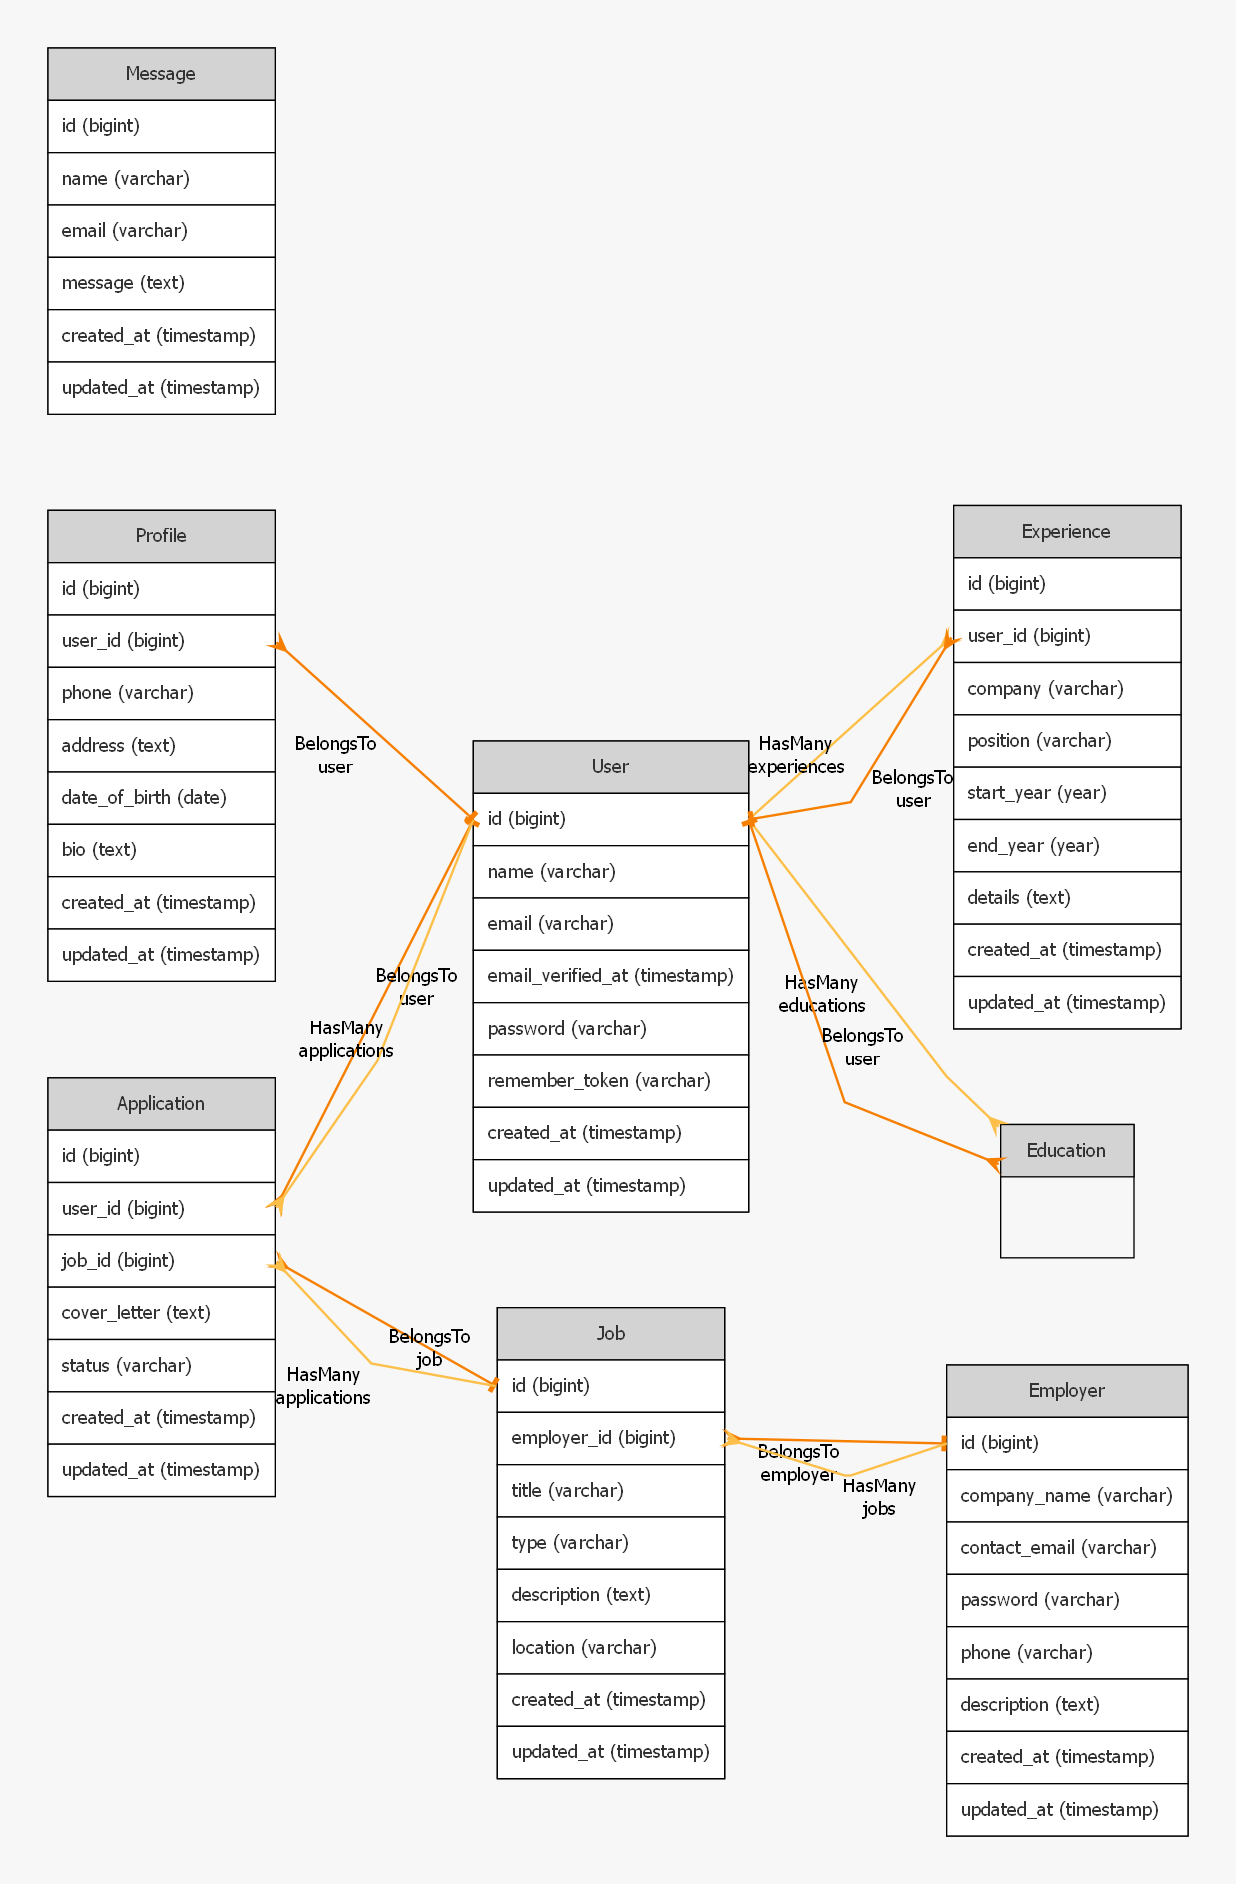 Message
id (bigint)
name (varchar)
email (varchar)
message (text)
created_at (timestamp)
updated_at (timestamp)
Profile
id (bigint)
user_id (bigint)
phone (varchar)
address (text)
date_of_birth (date)
bio (text)
created_at (timestamp)
updated_at (timestamp)
BelongsTo
user
User
id (bigint)
name (varchar)
email (varchar)
email_verified_at (timestamp)
password (varchar)
remember_token (varchar)
created_at (timestamp)
updated_at (timestamp)
HasMany
experiences
BelongsTo
user
Experience
id (bigint)
user_id (bigint)
company (varchar)
position (varchar)
start_year (year)
end_year (year)
details (text)
created_at (timestamp)
updated_at (timestamp)
BelongsTo
user
HasMany
applications
HasMany
educations
BelongsTo
user
Education
Application
id (bigint)
user_id (bigint)
job_id (bigint)
cover_letter (text)
status (varchar)
created_at (timestamp)
updated_at (timestamp)
BelongsTo
job
HasMany
applications
Job
id (bigint)
employer_id (bigint)
title (varchar)
type (varchar)
description (text)
location (varchar)
created_at (timestamp)
updated_at (timestamp)
BelongsTo
employer
HasMany
jobs
Employer
id (bigint)
company_name (varchar)
contact_email (varchar)
password (varchar)
phone (varchar)
description (text)
created_at (timestamp)
updated_at (timestamp)